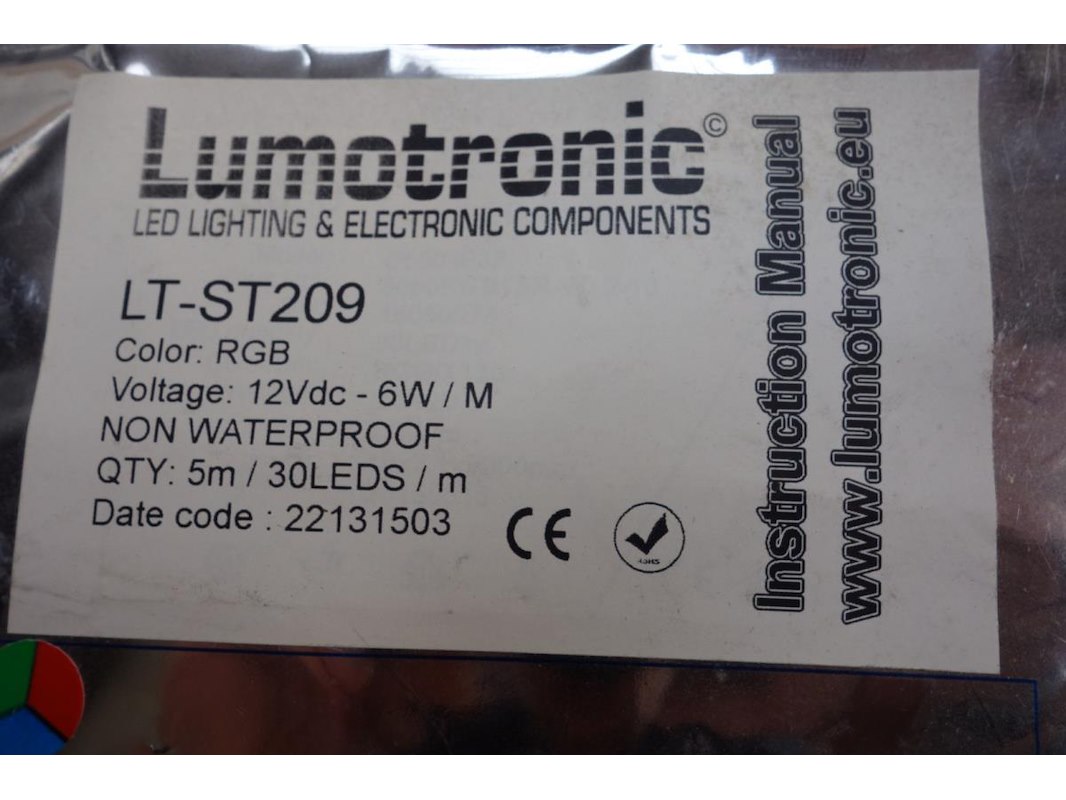 Lumotronic©
LED LIGHTING & ELECTRONIC COMPONENTS
LT-ST209
Color: RGB
Voltage: 12Vdc - 6W / M
NON WATERPROOF
QTY: 5m / 30LEDS / m
Date code : 22131503
CE
ROHS
Instruction Manual
www.lumotronic.eu